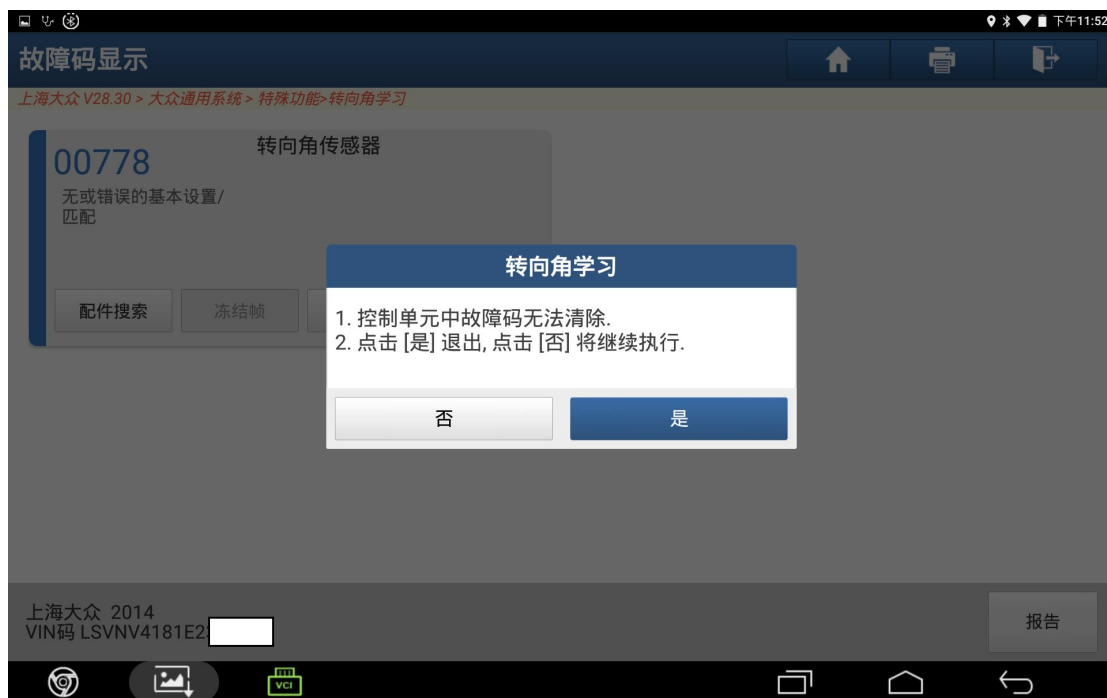 下午11:52
故障码显示
上海大众 V28.30 > 大众通用系统 > 特殊功能>转向角学习
00778
转向角传感器
无或错误的基本设置/
匹配
配件搜索
冻结帧
转向角学习
1. 控制单元中故障码无法清除.
2. 点击 [是] 退出, 点击 [否] 将继续执行.
否
是
上海大众 2014
VIN码 LSVNV4181E2
报告
VCI